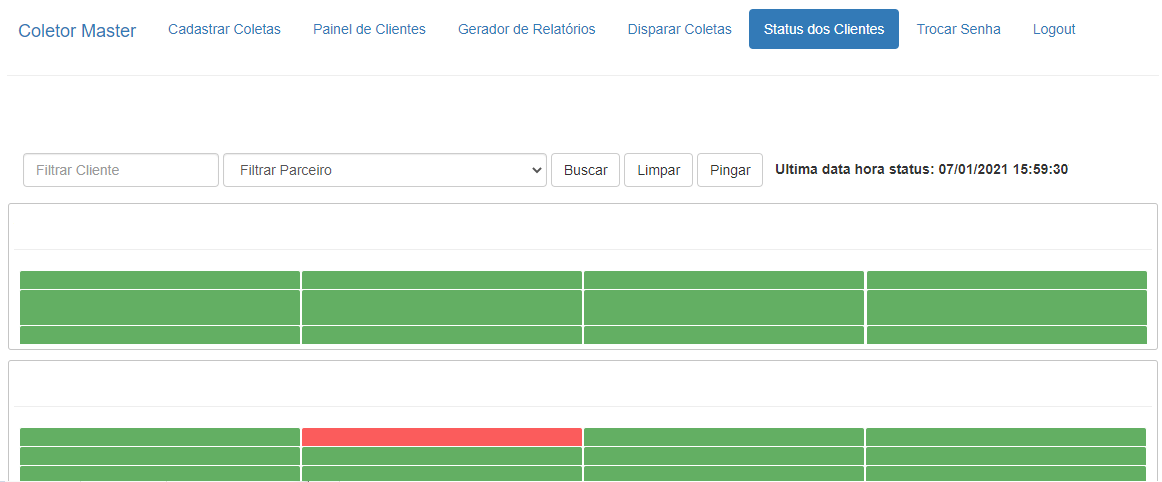 Coletor Master Cadastrar Coletas Painel de Clientes Gerador de Relatórios Disparar Coletas Status dos Clientes Trocar Senha Logout
Filtrar Cliente Filtrar Parceiro Buscar Limpar Pingar Ultima data hora status: 07/01/2021 15:59:30